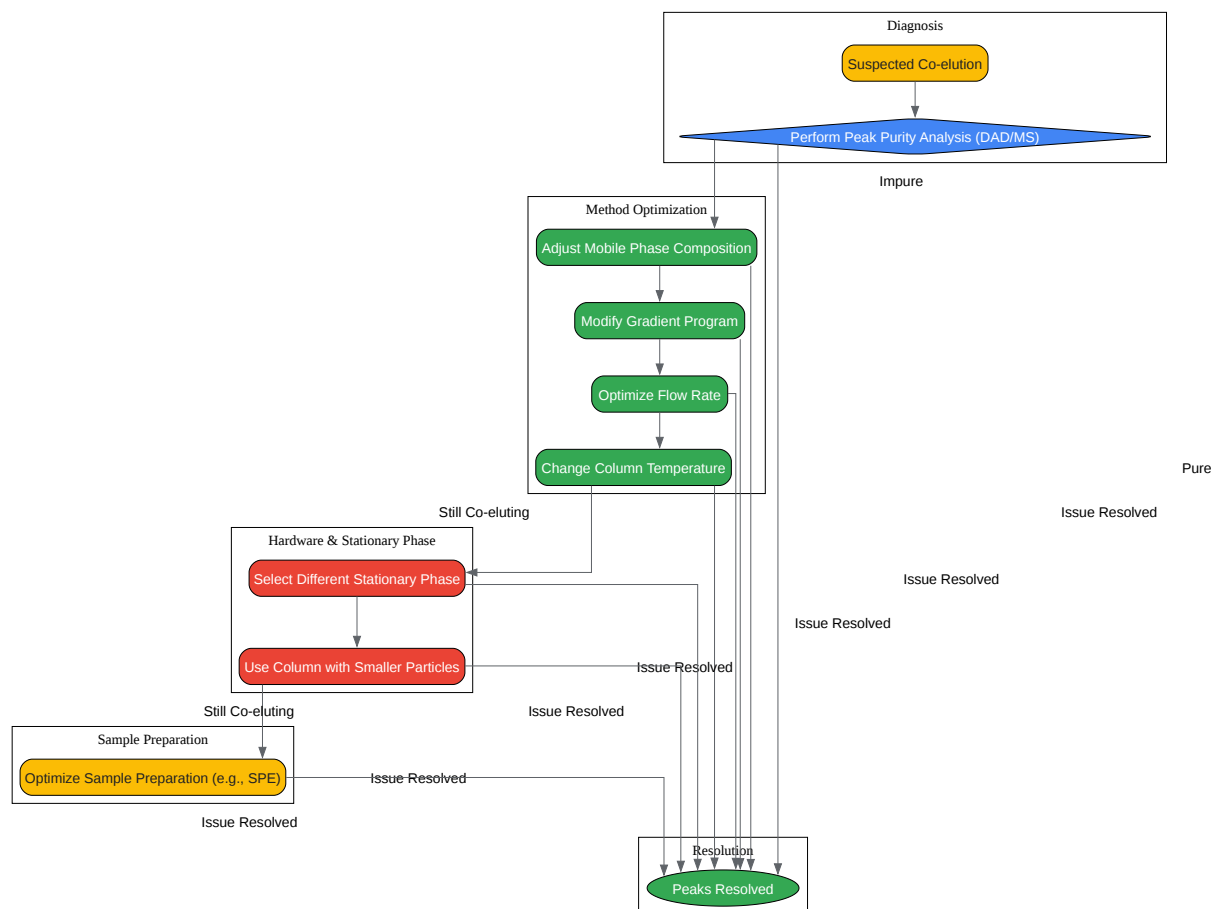 Diagnosis
Suspected Co-elution
Perform Peak Purity Analysis (DAD/MS)
Impure
Method Optimization
Adjust Mobile Phase Composition
Modify Gradient Program
Optimize Flow Rate
Change Column Temperature
Pure
Still Co-eluting
Issue Resolved
Hardware & Stationary Phase
Select Different Stationary Phase
Issue Resolved
Issue Resolved
Use Column with Smaller Particles
Issue Resolved
Still Co-eluting
Issue Resolved
Sample Preparation
Optimize Sample Preparation (e.g., SPE)
Issue Resolved
Issue Resolved
Resolution
Peaks Resolved